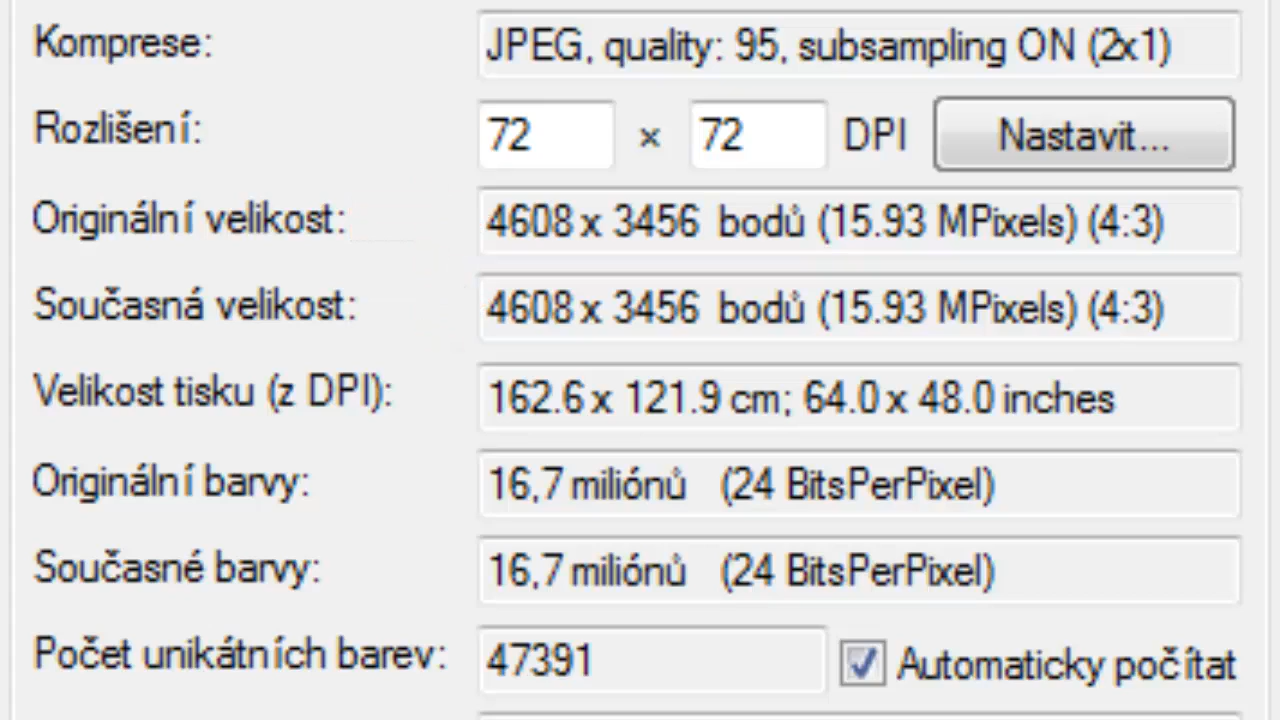 Komprese: JPEG, quality: 95, subsampling ON (2x1)
Rozlišení: 72 × 72 DPI Nastavit...
Originální velikost: 4608 x 3456 bodů (15.93 MPixels) (4:3)
Současná velikost: 4608 x 3456 bodů (15.93 MPixels) (4:3)
Velikost tisku (z DPI): 162.6 x 121.9 cm; 64.0 x 48.0 inches
Originální barvy: 16,7 miliónů (24 BitsPerPixel)
Současné barvy: 16,7 miliónů (24 BitsPerPixel)
Počet unikátních barev: 47391 Automaticky počítat